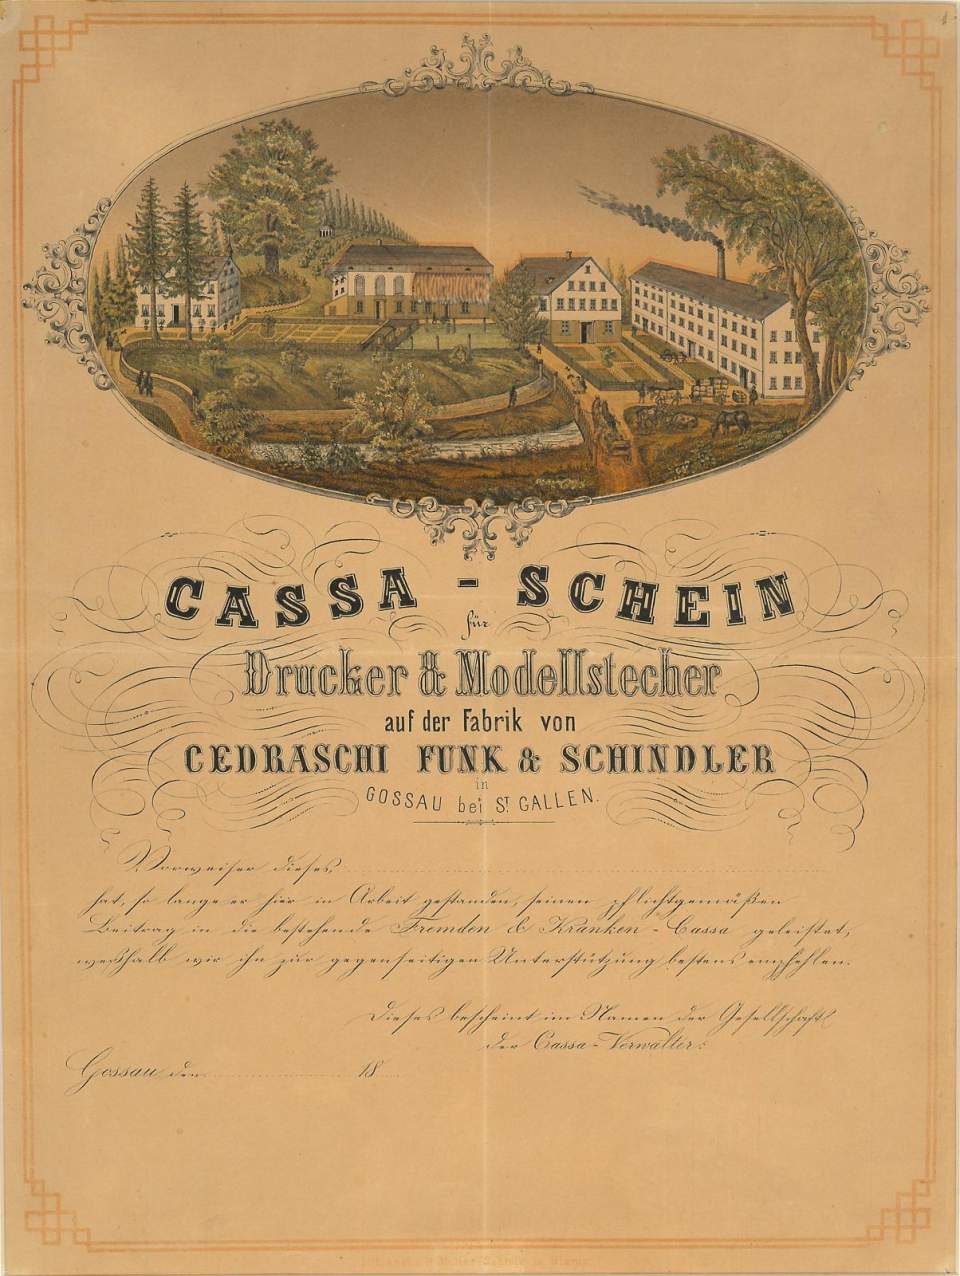 CASSA - SCHEIN
für
Drucker & Modellstecher
auf der Fabrik von
CEDRASCHI FUNK & SCHINDLER
in
GOSSAU bei ST GALLEN.
Vorweiser dieses,
hat, so lange er hier in Arbeit gestanden, seinen pflichtgemäßen
Beitrag in die bestehende Fremden & Kranken-Cassa geleistet,
weßhalb wir ihn zur gegenseitigen Unterstützung bestens empfehlen.
Dieses bescheint im Namen der Gesellschaft
der Cassa-Verwalter:
Gossau den 18